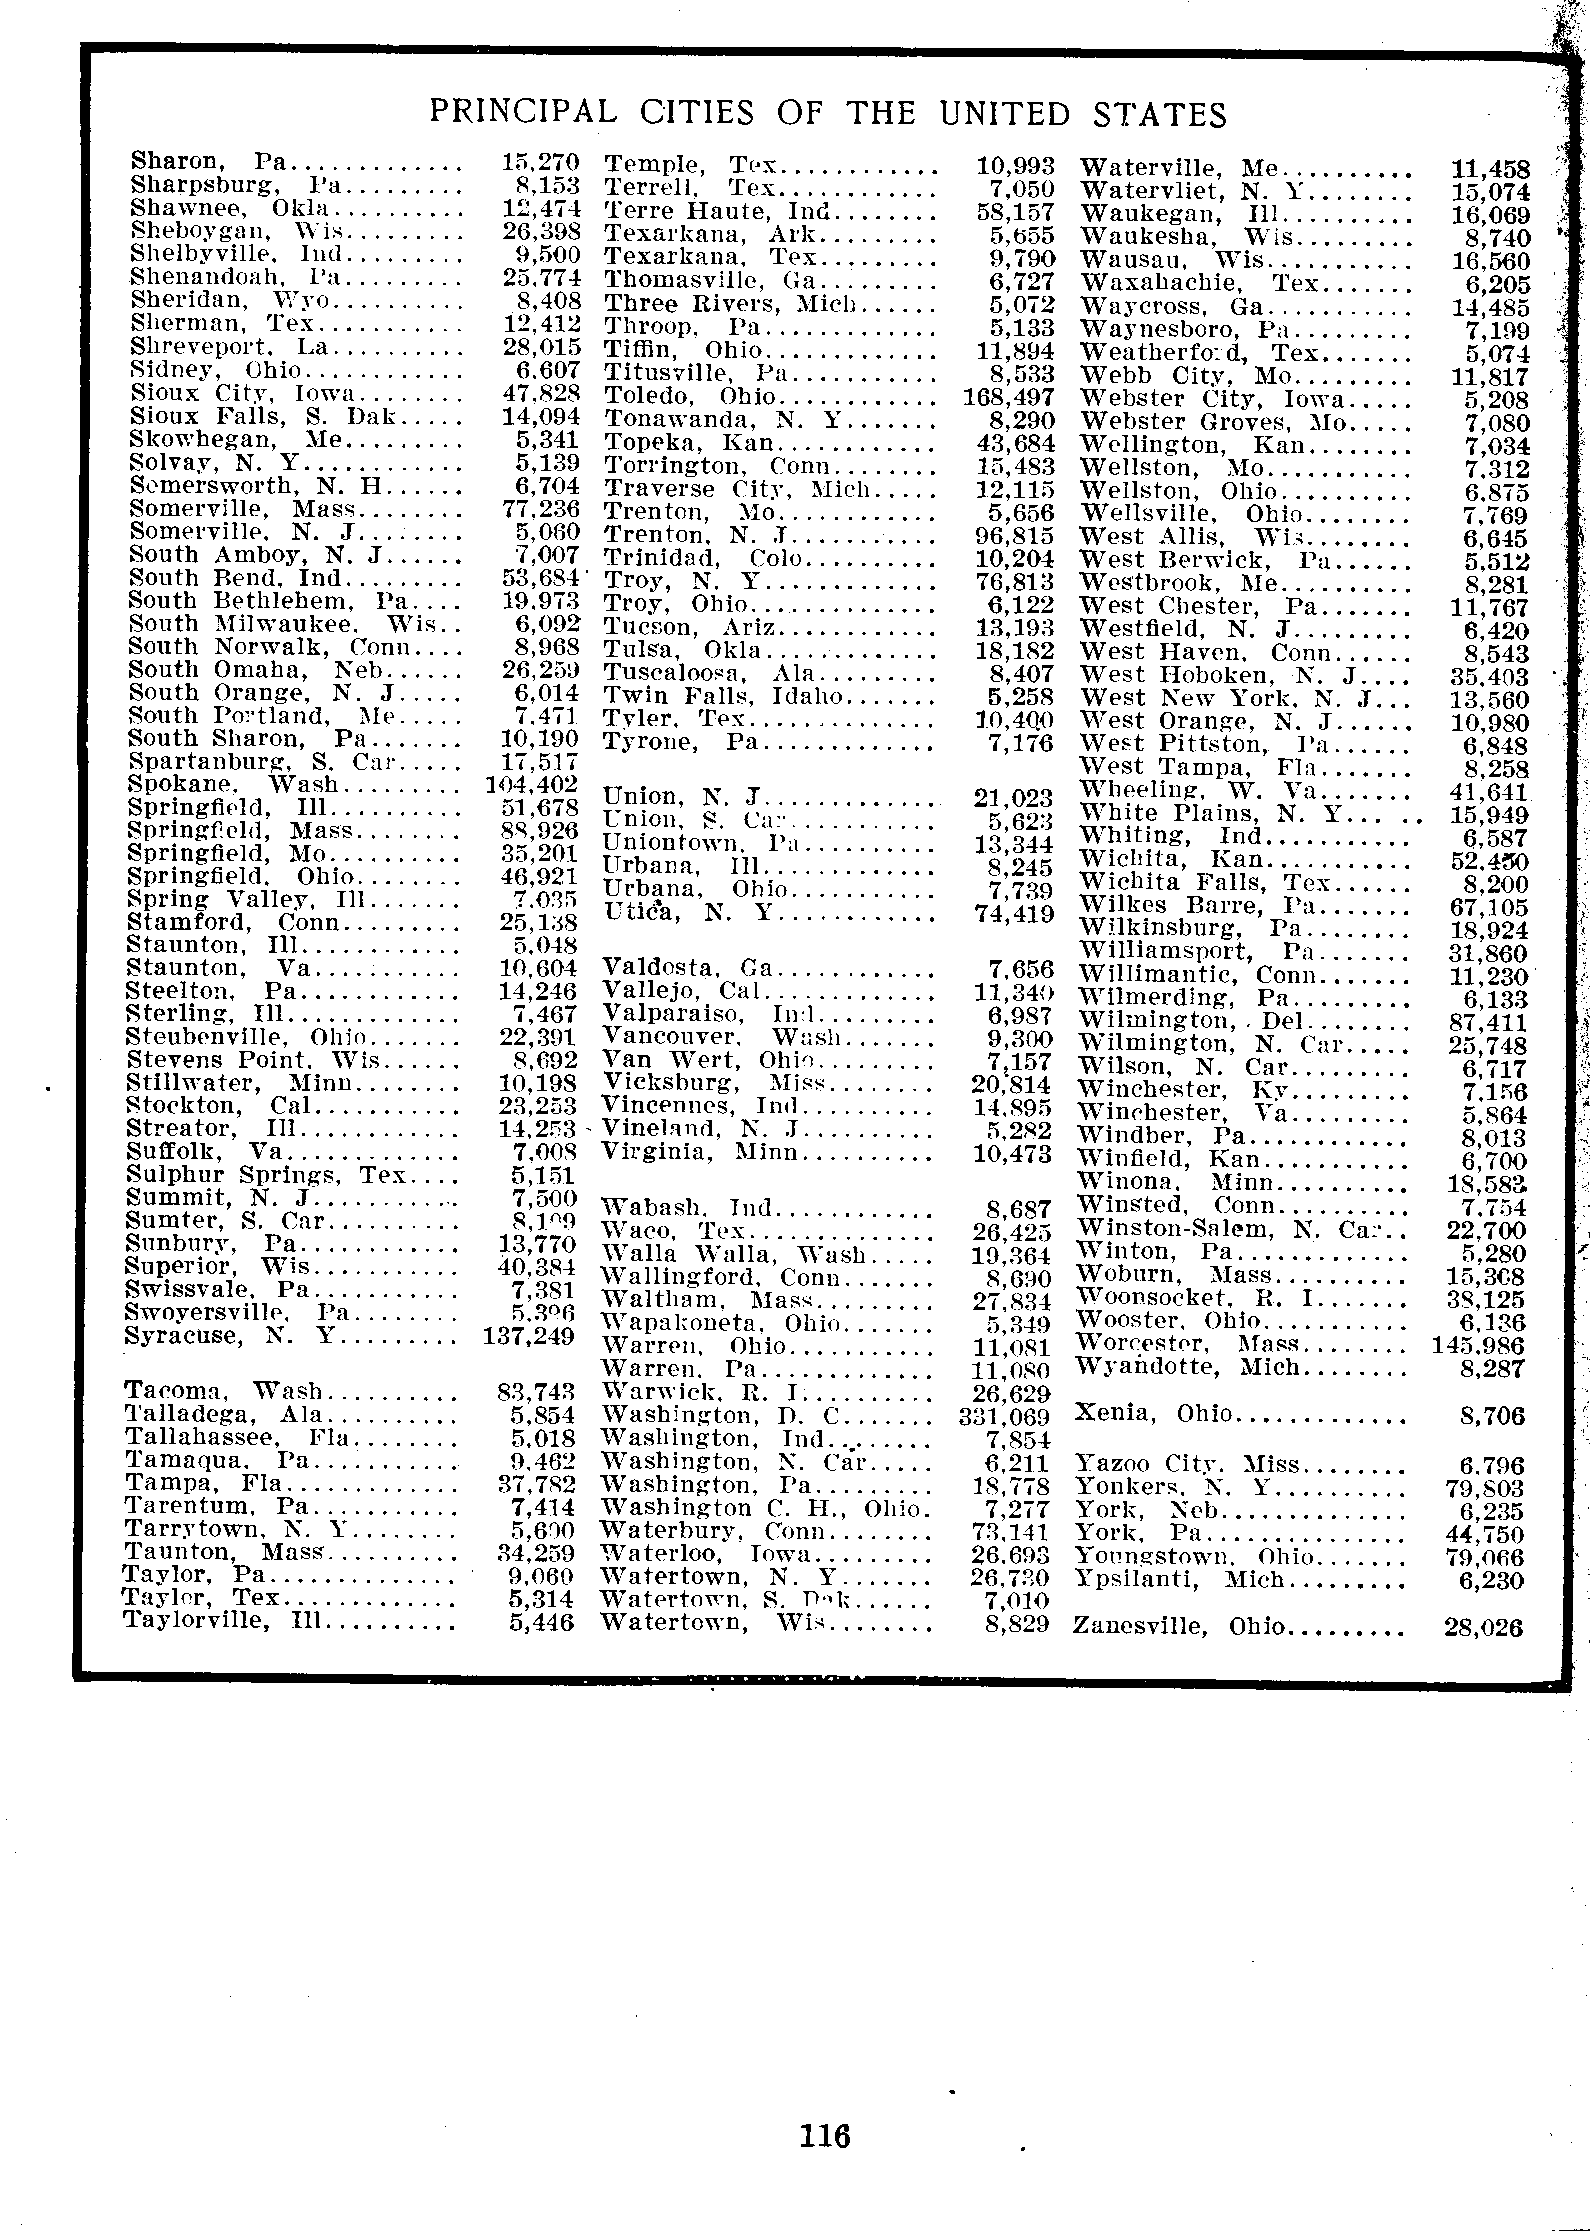 PRINCIPAL CITIES OF THE UNITED STATES
Sharon, Pa............. 15,270
Sharpsburg, Pa......... 8,153
Shawnee, Okla.......... 12,474
Sheboygan, Wis......... 26,398
Shelbyville, Ind......... 9,500
Shenandoah, Pa......... 25,774
Sheridan, Wyo.......... 8,408
Sherman, Tex........... 12,412
Shreveport, La.......... 28,015
Sidney, Ohio............ 6,607
Sioux City, Iowa........ 47,828
Sioux Falls, S. Dak..... 14,094
Skowhegan, Me......... 5,341
Solvay, N. Y............ 5,139
Somersworth, N. H...... 6,704
Somerville, Mass........ 77,236
Somerville, N. J........ 5,060
South Amboy, N. J...... 7,007
South Bend, Ind......... 53,684
South Bethlehem, Pa.... 19,973
South Milwaukee, Wis.. 6,092
South Norwalk, Conn.... 8,968
South Omaha, Neb...... 26,259
South Orange, N. J..... 6,014
South Portland, Me..... 7,471
South Sharon, Pa....... 10,190
Spartanburg, S. Car..... 17,517
Spokane, Wash......... 104,402
Springfield, Ill.......... 51,678
Springfield, Mass........ 88,926
Springfield, Mo.......... 35,201
Springfield, Ohio........ 46,921
Spring Valley, Ill....... 7,035
Stamford, Conn......... 25,138
Staunton, Ill............ 5,048
Staunton, Va........... 10,604
Steelton, Pa............ 14,246
Sterling, Ill............. 7,467
Steubenville, Ohio....... 22,391
Stevens Point, Wis...... 8,692
Stillwater, Minn........ 10,198
Stockton, Cal........... 23,253
Streator, Ill............ 14,253
Suffolk, Va............. 7,008
Sulphur Springs, Tex.... 5,151
Summit, N. J........... 7,500
Sumter, S. Car.......... 8,109
Sunbury, Pa............ 13,770
Superior, Wis........... 40,384
Swissvale, Pa........... 7,381
Swoyersville, Pa........ 5,396
Syracuse, N. Y......... 137,249
Tacoma, Wash.......... 83,743
Talladega, Ala.......... 5,854
Tallahassee, Fla........ 5,018
Tamaqua, Pa........... 9,462
Tampa, Fla............. 37,782
Tarentum, Pa........... 7,414
Tarrytown, N. Y........ 5,600
Taunton, Mass.......... 34,259
Taylor, Pa.............. 9,060
Taylor, Tex............. 5,314
Taylorville, Ill.......... 5,446
Temple, Tex............ 10,993
Terrell, Tex............ 7,050
Terre Haute, Ind........ 58,157
Texarkana, Ark......... 5,655
Texarkana, Tex......... 9,790
Thomasville, Ga......... 6,727
Three Rivers, Mich...... 5,072
Throop, Pa............. 5,133
Tiffin, Ohio............. 11,894
Titusville, Pa........... 8,533
Toledo, Ohio............ 168,497
Tonawanda, N. Y....... 8,290
Topeka, Kan............ 43,684
Torrington, Conn........ 15,483
Traverse City, Mich..... 12,115
Trenton, Mo............ 5,656
Trenton, N. J........... 96,815
Trinidad, Colo.......... 10,204
Troy, N. Y............. 76,813
Troy, Ohio.............. 6,122
Tucson, Ariz............ 13,193
Tulsa, Okla............. 18,182
Tuscaloosa, Ala......... 8,407
Twin Falls, Idaho....... 5,258
Tyler, Tex.............. 10,400
Tyrone, Pa............. 7,176
Union, N. J............. 21,023
Union, S. Car........... 5,623
Uniontown, Pa.......... 13,344
Urbana, Ill............. 8,245
Urbana, Ohio........... 7,739
Utica, N. Y............ 74,419
Valdosta, Ga............ 7,656
Vallejo, Cal............. 11,340
Valparaiso, Ind......... 6,987
Vancouver, Wash....... 9,300
Van Wert, Ohio......... 7,157
Vicksburg, Miss........ 20,814
Vincennes, Ind.......... 14,895
Vineland, N. J.......... 5,282
Virginia, Minn.......... 10,473
Wabash, Ind............ 8,687
Waco, Tex.............. 26,425
Walla Walla, Wash..... 19,364
Wallingford, Conn....... 8,690
Waltham, Mass......... 27,834
Wapakoneta, Ohio....... 5,349
Warren, Ohio........... 11,081
Warren, Pa............. 11,080
Warwick, R. I.......... 26,629
Washington, D. C....... 331,069
Washington, Ind........ 7,854
Washington, N. Car..... 6,211
Washington, Pa......... 18,778
Washington C. H., Ohio. 7,277
Waterbury, Conn........ 73,141
Waterloo, Iowa......... 26,693
Watertown, N. Y....... 26,730
Watertown, S. Dak...... 7,010
Watertown, Wis........ 8,829
Waterville, Me.......... 11,458
Watervliet, N. Y........ 15,074
Waukegan, Ill.......... 16,069
Waukesha, Wis......... 8,740
Wausau, Wis........... 16,560
Waxahachie, Tex....... 6,205
Waycross, Ga........... 14,485
Waynesboro, Pa......... 7,199
Weatherford, Tex....... 5,074
Webb City, Mo......... 11,817
Webster City, Iowa..... 5,208
Webster Groves, Mo..... 7,080
Wellington, Kan........ 7,034
Wellston, Mo........... 7,312
Wellston, Ohio.......... 6,875
Wellsville, Ohio........ 7,769
West Allis, Wis........ 6,645
West Berwick, Pa...... 5,512
Westbrook, Me.......... 8,281
West Chester, Pa....... 11,767
Westfield, N. J......... 6,420
West Haven, Conn...... 8,543
West Hoboken, N. J.... 35,403
West New York, N. J... 13,560
West Orange, N. J...... 10,980
West Pittston, Pa...... 6,848
West Tampa, Fla....... 8,258
Wheeling, W. Va....... 41,641
White Plains, N. Y... .. 15,949
Whiting, Ind........... 6,587
Wichita, Kan........... 52,450
Wichita Falls, Tex...... 8,200
Wilkes Barre, Pa....... 67,105
Wilkinsburg, Pa........ 18,924
Williamsport, Pa....... 31,860
Willimantic, Conn....... 11,230
Wilmerding, Pa......... 6,133
Wilmington, Del........ 87,411
Wilmington, N. Car..... 25,748
Wilson, N. Car......... 6,717
Winchester, Ky......... 7,156
Winchester, Va......... 5,864
Windber, Pa............ 8,013
Winfield, Kan........... 6,700
Winona, Minn.......... 18,583
Winsted, Conn.......... 7,754
Winston-Salem, N. Car.. 22,700
Winton, Pa............. 5,280
Woburn, Mass.......... 15,308
Woonsocket, R. I....... 38,125
Wooster, Ohio........... 6,136
Worcester, Mass........ 145,986
Wyandotte, Mich........ 8,287
Xenia, Ohio............. 8,706
Yazoo City, Miss........ 6,796
Yonkers, N. Y.......... 79,803
York, Neb.............. 6,235
York, Pa............... 44,750
Youngstown, Ohio....... 79,066
Ypsilanti, Mich......... 6,230
Zanesville, Ohio......... 28,026
116